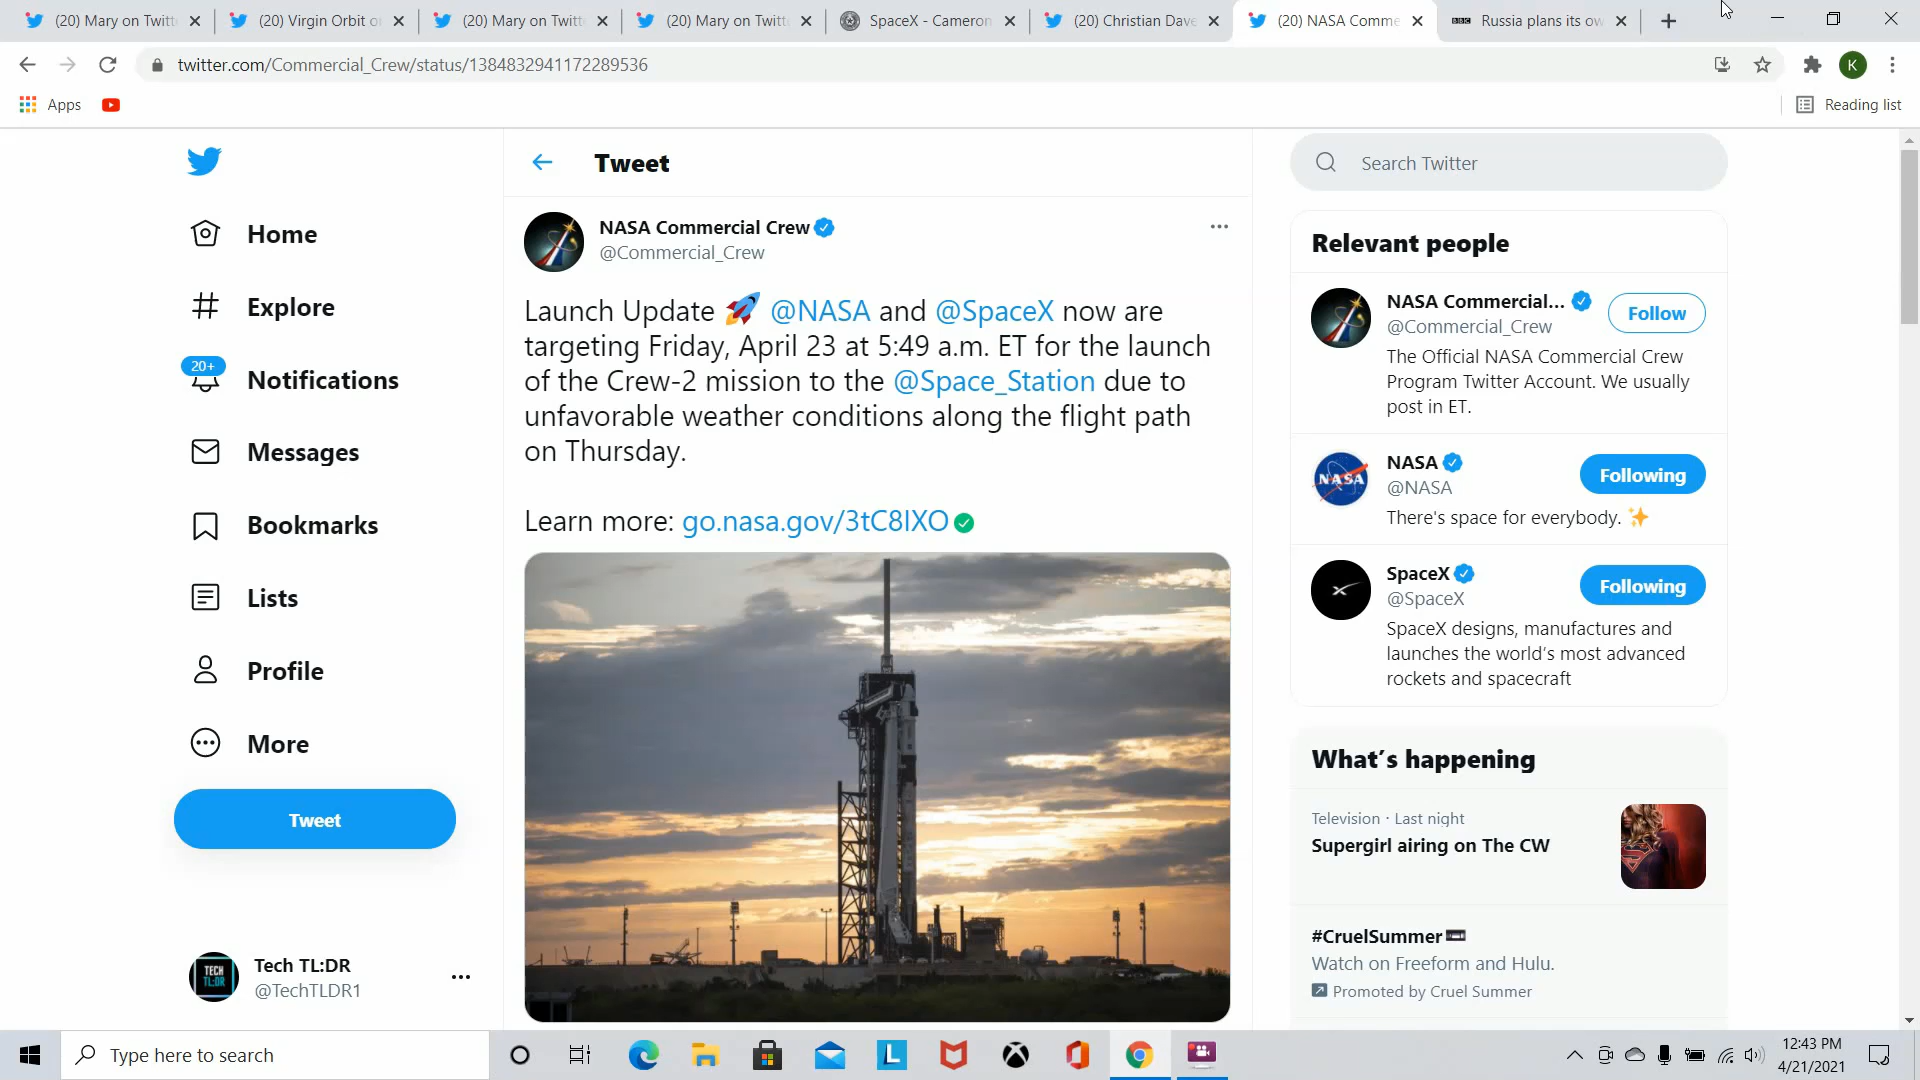 (20) Mary on Twitt
(20) Virgin Orbit o
(20) Mary on Twitt
(20) Mary on Twitt
SpaceX - Cameron
(20) Christian Dave
(20) NASA Comme
BBC
Russia plans its ow
twitter.com/Commercial_Crew/status/1384832941172289536
K
Apps
Reading list
Home
Explore
20+
Notifications
Messages
Bookmarks
Lists
Profile
More
Tweet
TECH
TL:DR
Tech TL:DR
@TechTLDR1
Tweet
NASA Commercial Crew
@Commercial_Crew
Launch Update 🚀 @NASA and @SpaceX now are
targeting Friday, April 23 at 5:49 a.m. ET for the launch
of the Crew-2 mission to the @Space_Station due to
unfavorable weather conditions along the flight path
on Thursday.
Learn more: go.nasa.gov/3tC8IXO
Search Twitter
Relevant people
NASA Commercial...
@Commercial_Crew
Follow
The Official NASA Commercial Crew
Program Twitter Account. We usually
post in ET.
NASA
NASA
@NASA
Following
There's space for everybody. ✨
SpaceX
@SpaceX
Following
SpaceX designs, manufactures and
launches the world’s most advanced
rockets and spacecraft
What’s happening
Television · Last night
Supergirl airing on The CW
#CruelSummer
Watch on Freeform and Hulu.
Promoted by Cruel Summer
Type here to search
L
12:43 PM
4/21/2021